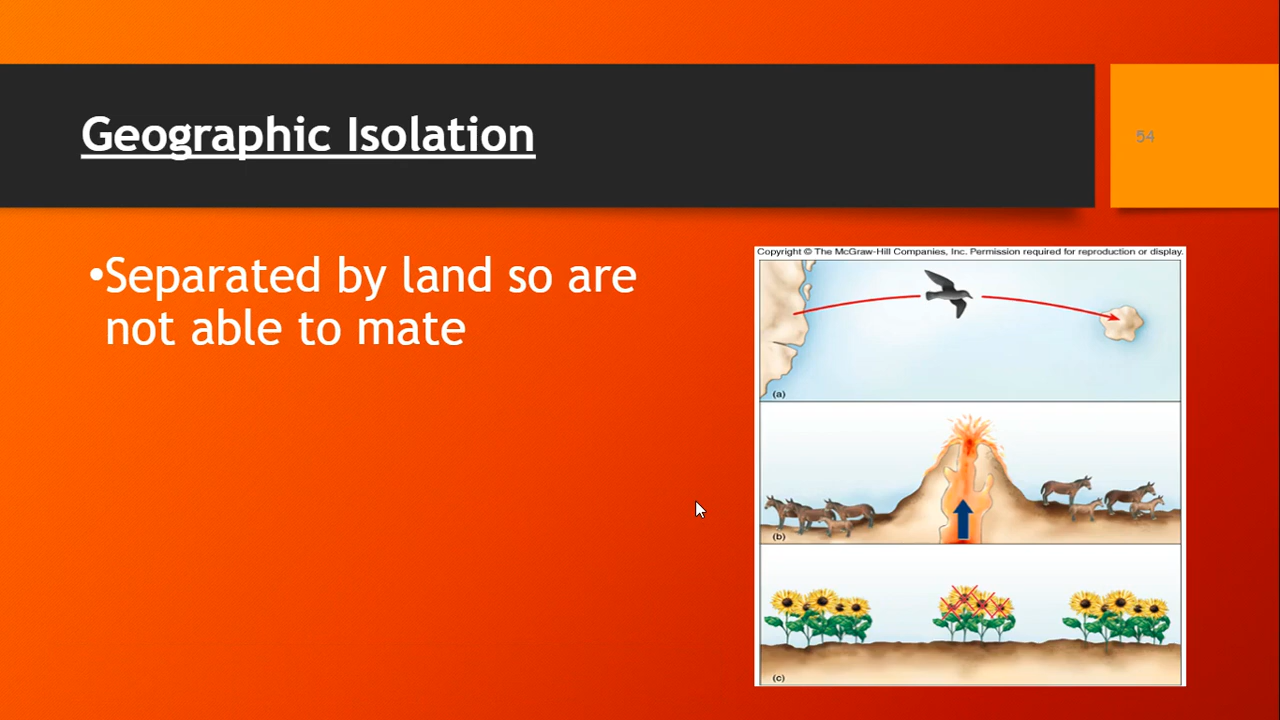 Geographic Isolation
54
•Separated by land so are
not able to mate
Copyright © The McGraw-Hill Companies, Inc. Permission required for reproduction or display.
(a)
(b)
(c)